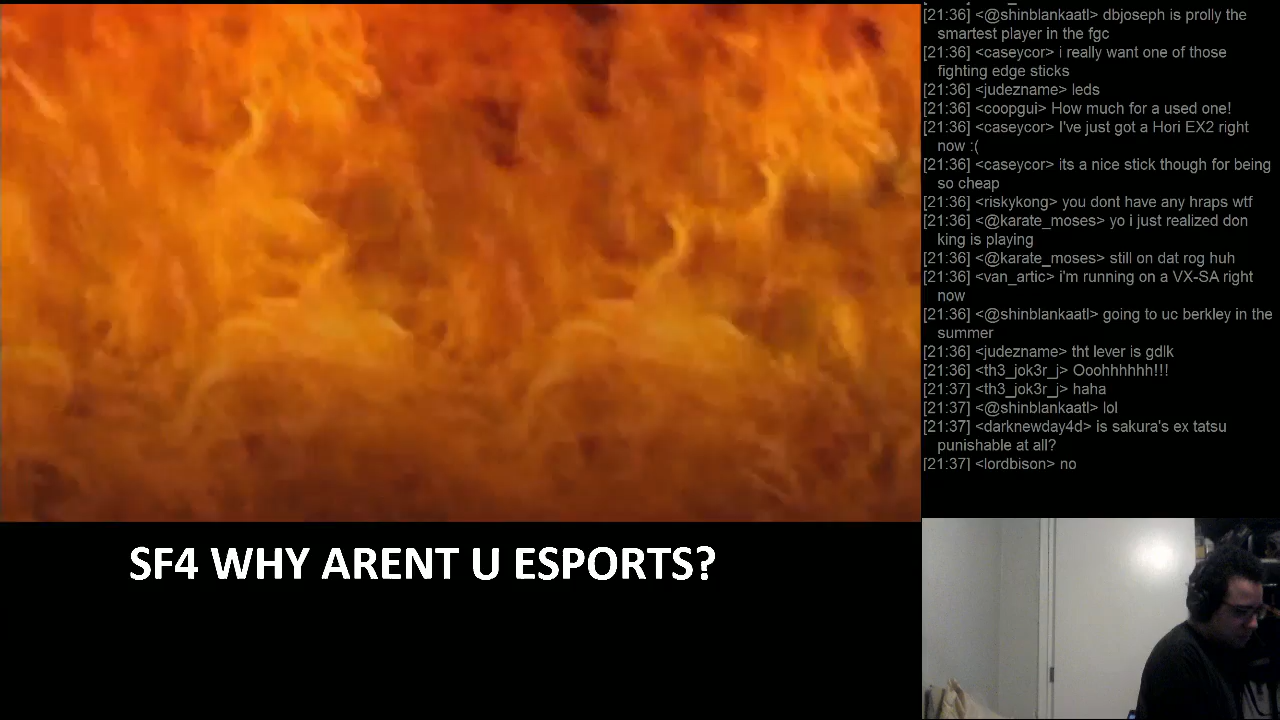 [21:36] <@shinblankaatl> dbjoseph is prolly the
smartest player in the fgc
[21:36] <caseycor> i really want one of those
fighting edge sticks
[21:36] <judezname> leds
[21:36] <coopgui> How much for a used one!
[21:36] <caseycor> I've just got a Hori EX2 right
now :(
[21:36] <caseycor> its a nice stick though for being
so cheap
[21:36] <riskykong> you dont have any hraps wtf
[21:36] <@karate_moses> yo i just realized don
king is playing
[21:36] <@karate_moses> still on dat rog huh
[21:36] <van_artic> i'm running on a VX-SA right
now
[21:36] <@shinblankaatl> going to uc berkley in the
summer
[21:36] <judezname> tht lever is gdlk
[21:36] <th3_jok3r_j> Ooohhhhhh!!!
[21:37] <th3_jok3r_j> haha
[21:37] <@shinblankaatl> lol
[21:37] <darknewday4d> is sakura's ex tatsu
punishable at all?
[21:37] <lordbison> no
SF4 WHY ARENT U ESPORTS?